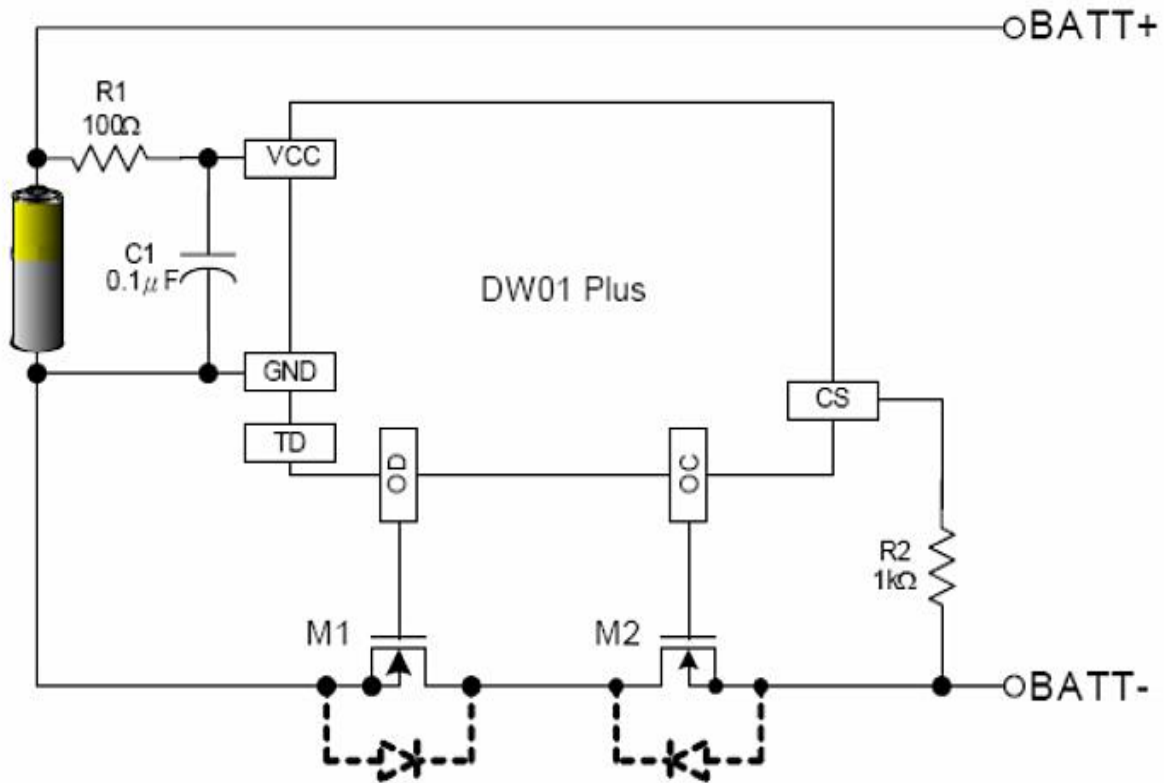 BATT+
R1
100Ω
VCC
C1
0.1μF
DW01 Plus
GND
CS
TD
OD
OC
R2
1kΩ
M1
M2
BATT-